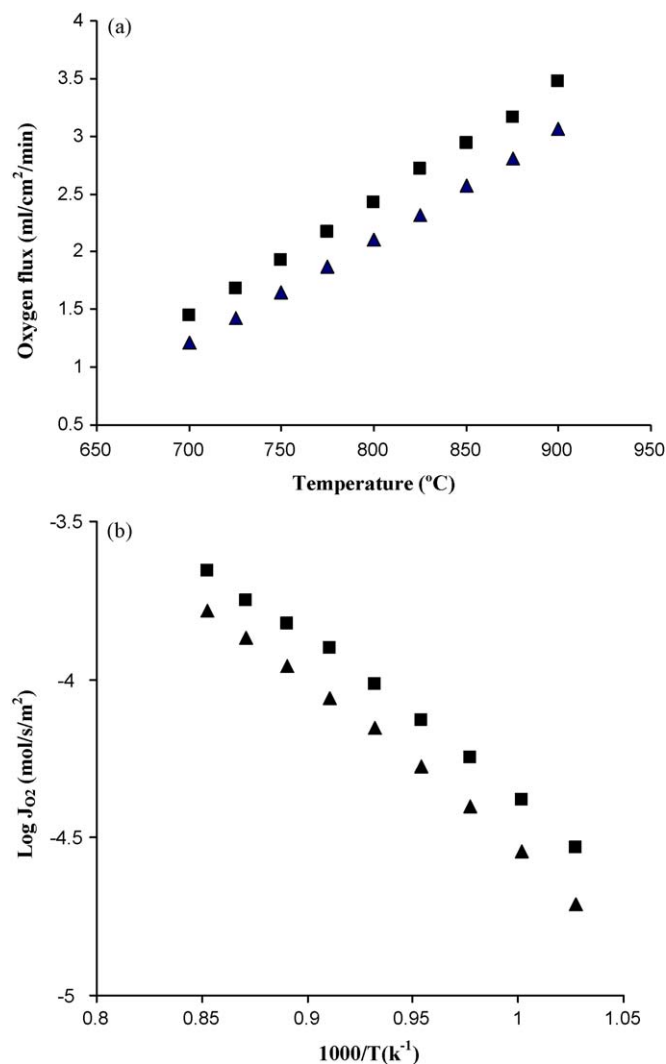 (a)
4
3.5
3
2.5
2
1.5
1
0.5
650 700 750 800 850 900 950
Oxygen flux (ml/cm²/min)
Temperature (ºC)
(b)
-3.5
-4
-4.5
-5
0.8 0.85 0.9 0.95 1 1.05
Log J_O2 (mol/s/m²)
1000/T(k⁻¹)